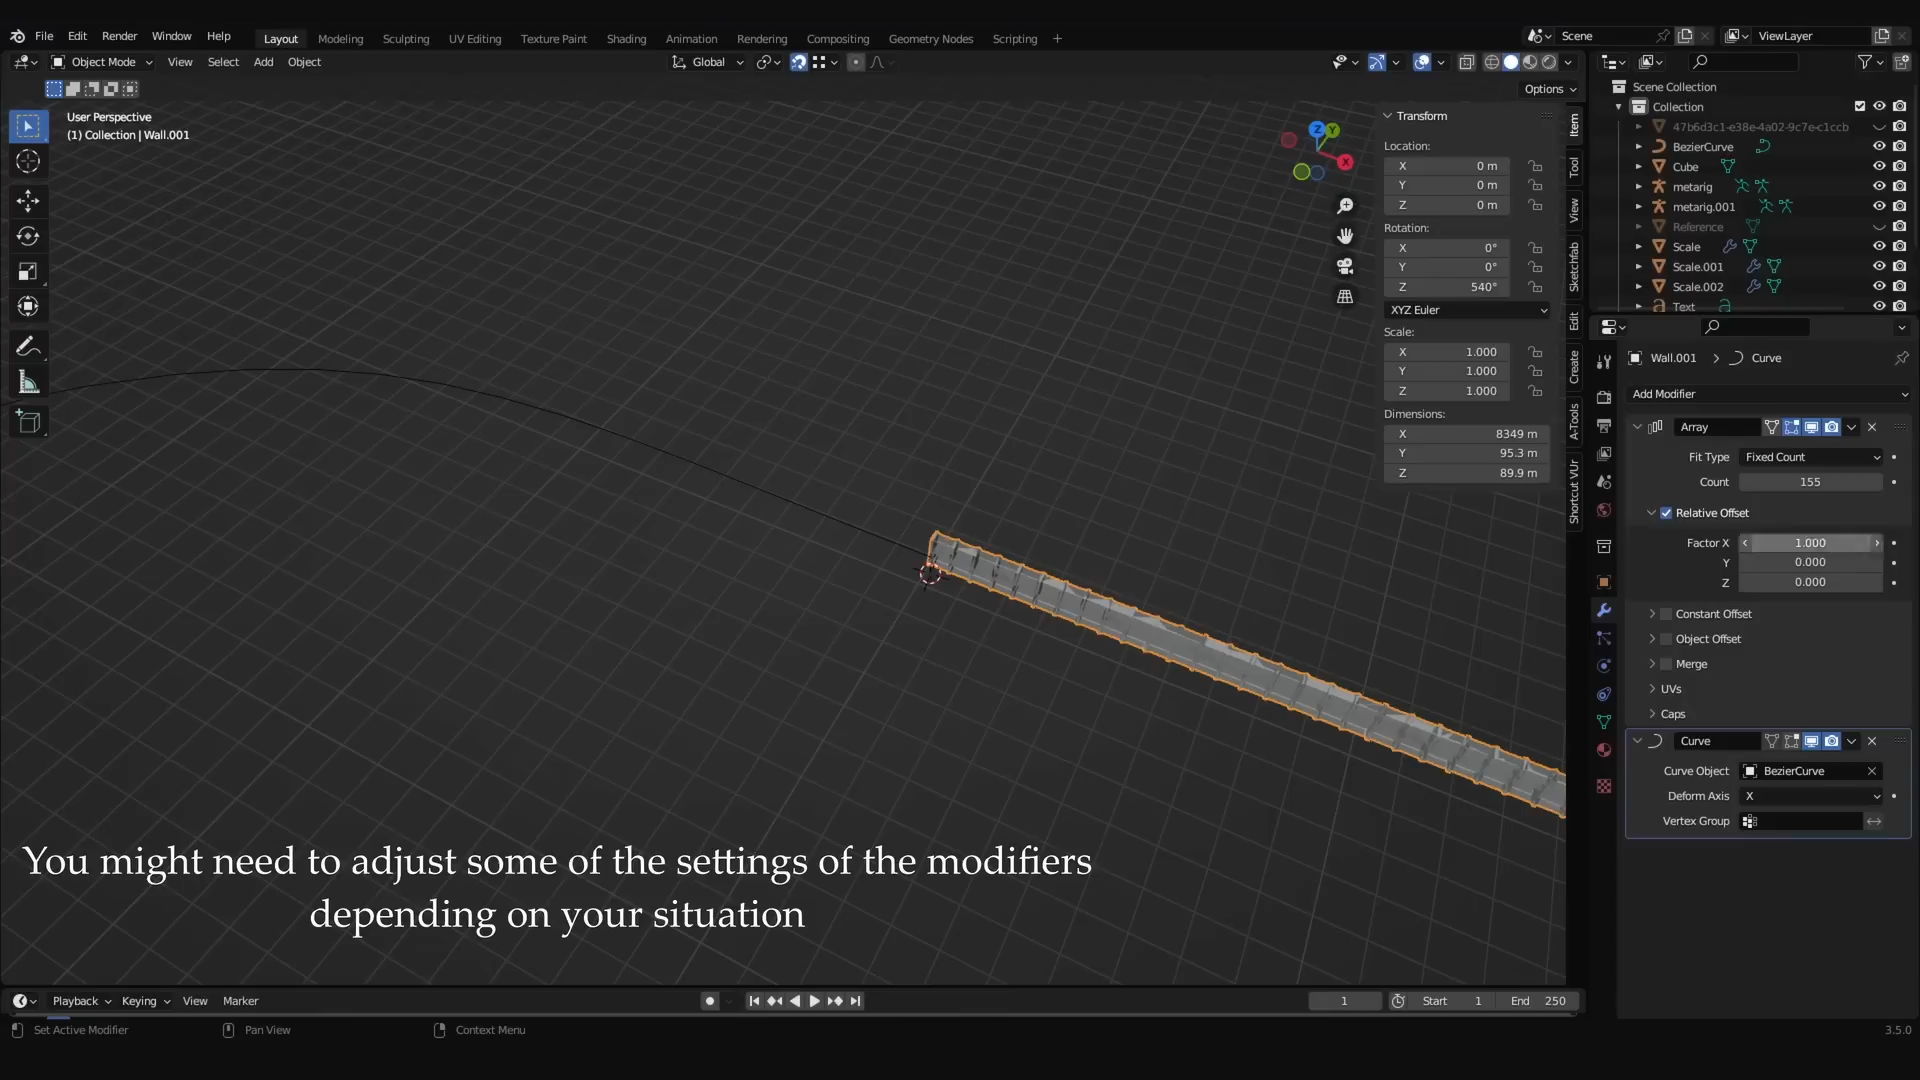 File Edit Render Window Help Layout Modeling Sculpting UV Editing Texture Paint Shading Animation Rendering Compositing Geometry Nodes Scripting + Scene ViewLayer
Object Mode View Select Add Object Global
Options
User Perspective
(1) Collection | Wall.001
Z Y X
Transform
Location:
X 0 m
Y 0 m
Z 0 m
Rotation:
X 0°
Y 0°
Z 540°
XYZ Euler
Scale:
X 1.000
Y 1.000
Z 1.000
Dimensions:
X 8349 m
Y 95.3 m
Z 89.9 m
Item
Tool
View
Sketchfab
Edit
Create
A-Tools
Shortcut VUr
Scene Collection
Collection
47b6d3c1-e38e-4a02-9c7e-c1ccb
BezierCurve
Cube
metarig
metarig.001
Reference
Scale
Scale.001
Scale.002
Text
Wall.001 > Curve
Add Modifier
Array
Fit Type Fixed Count
Count 155
Relative Offset
Factor X 1.000
Y 0.000
Z 0.000
Constant Offset
Object Offset
Merge
UVs
Caps
Curve
Curve Object BezierCurve
Deform Axis X
Vertex Group
You might need to adjust some of the settings of the modifiers
depending on your situation
Playback Keying View Marker 1 Start 1 End 250
Set Active Modifier Pan View Context Menu 3.5.0